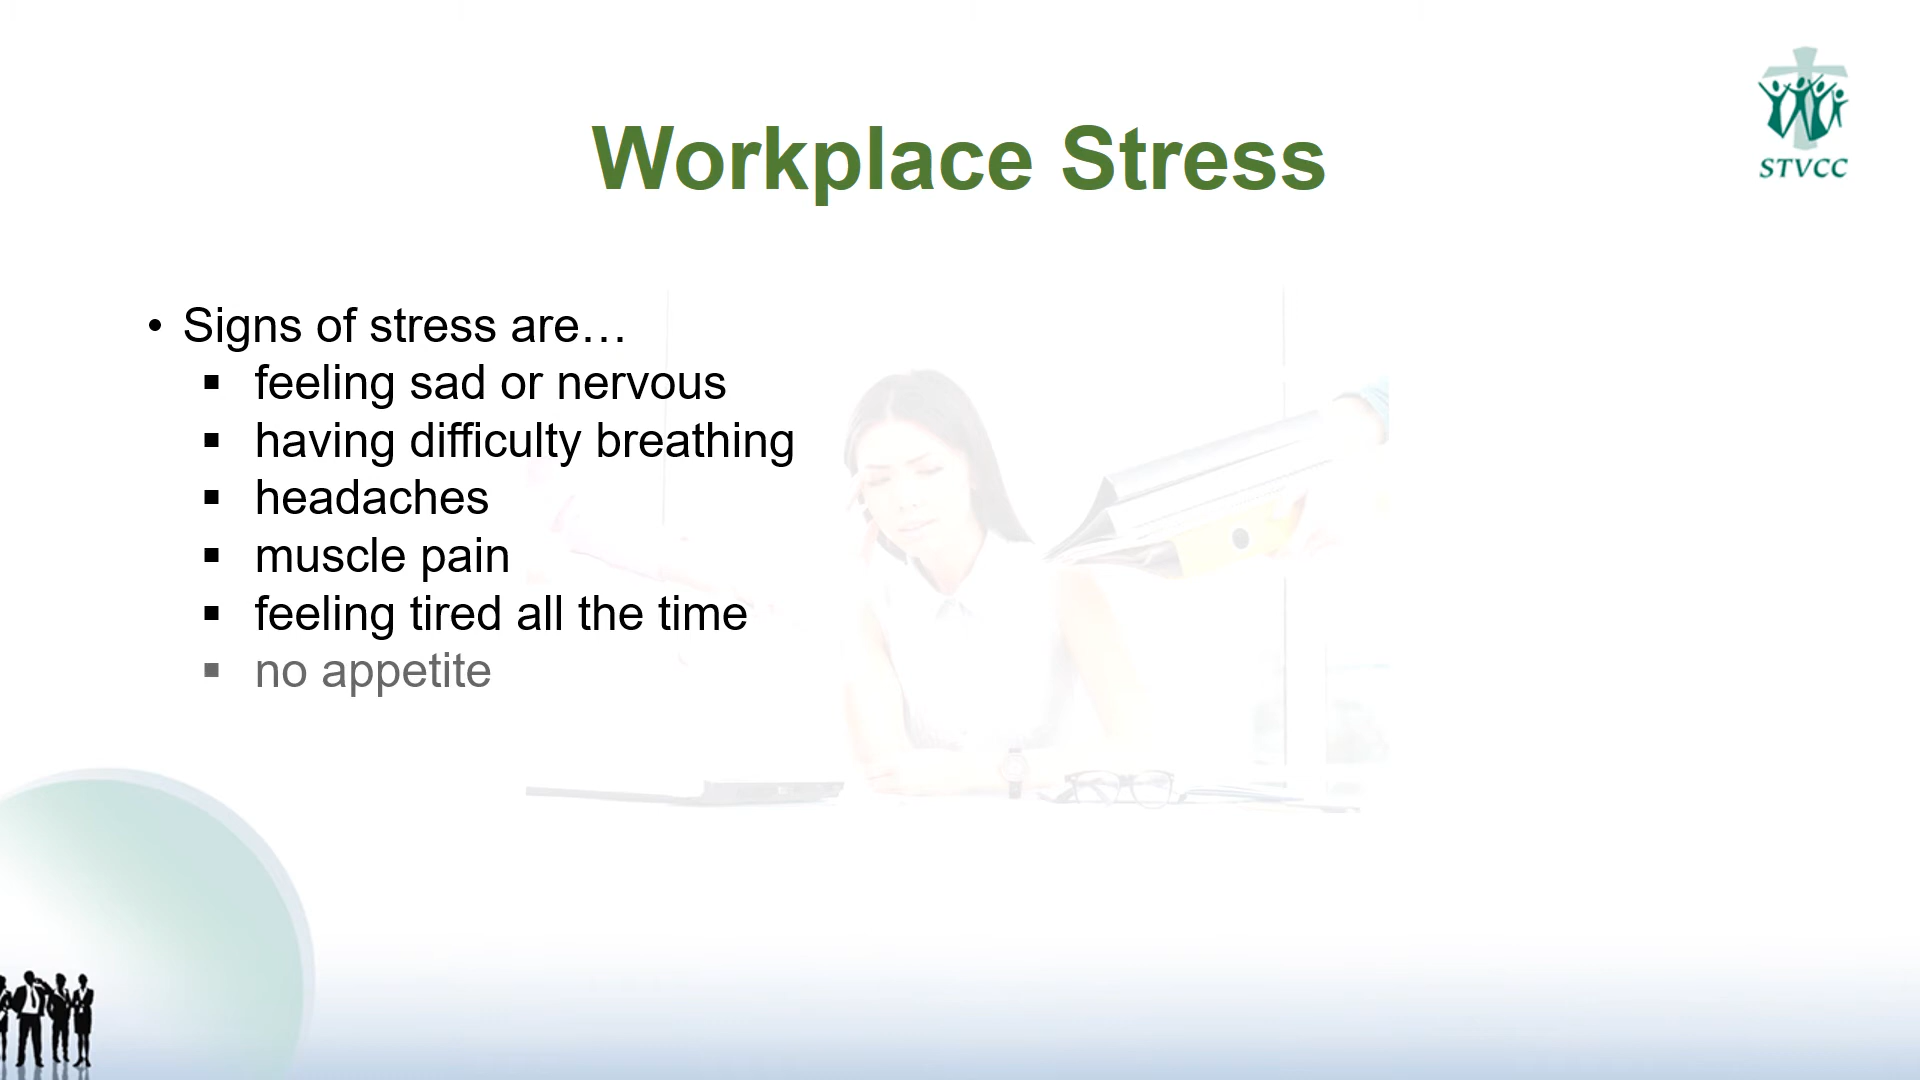 STVCC
Workplace Stress
• Signs of stress are…
▪ feeling sad or nervous
▪ having difficulty breathing
▪ headaches
▪ muscle pain
▪ feeling tired all the time
▪ no appetite